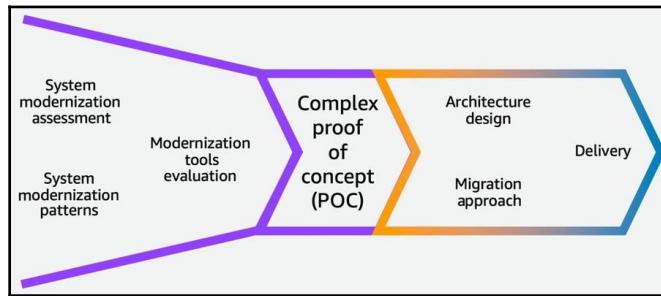 System
modernization
assessment
System
modernization
patterns
Modernization
tools
evaluation
Complex
proof
of
concept
(POC)
Architecture
design
Migration
approach
Delivery